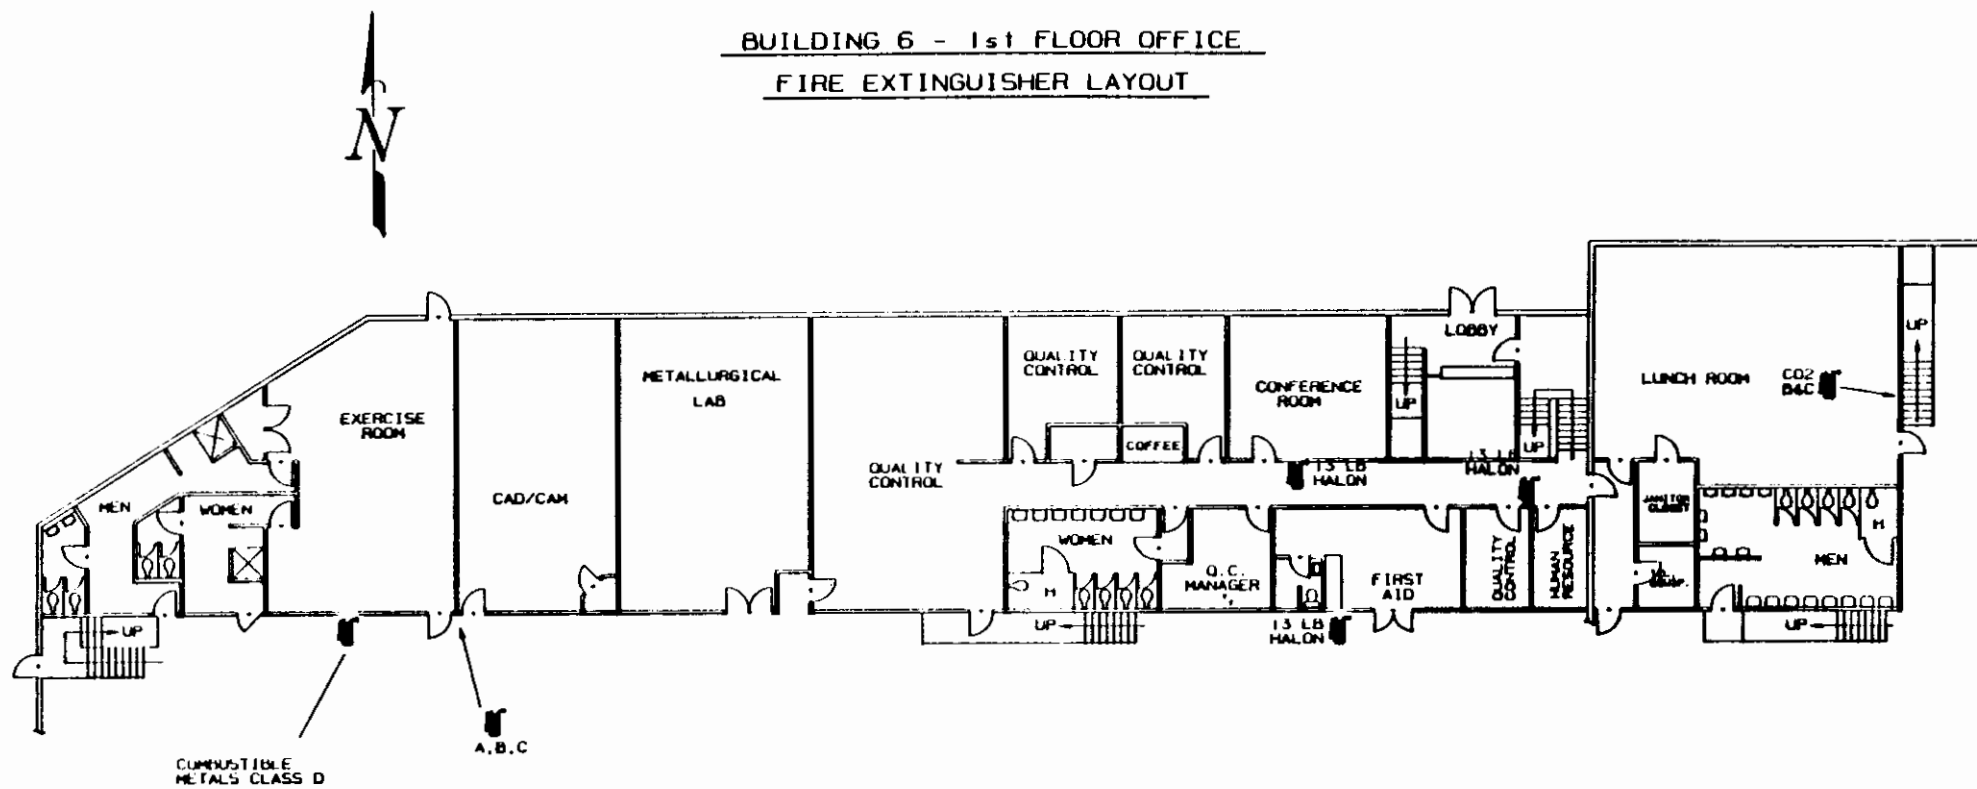 BUILDING 6 - 1st FLOOR OFFICE
FIRE EXTINGUISHER LAYOUT
N
LOBBY
UP
QUALITY
CONTROL
QUALITY
CONTROL
METALLURGICAL
LAB
LUNCH ROOM
CO2
B&C
CONFERENCE
ROOM
UP
EXERCISE
ROOM
COFFEE
UP
13 LB
HALON
13 LB
HALON
QUALITY
CONTROL
CAD/CAM
MEN
WOMEN
JANITOR
CLOSET
H
WOMEN
QUALITY
CONTROL
HUMAN
RESOURCE
MEN
Q.C.
MANAGER
FIRST
AID
H
UP
UP
13 LB
HALON
UP
A.B.C
COMBUSTIBLE
METALS CLASS D